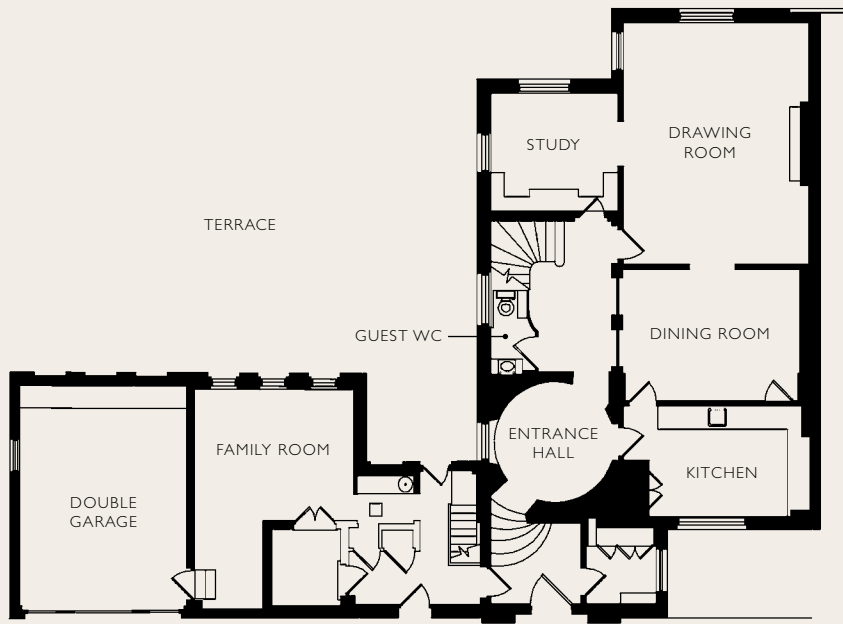 STUDY
DRAWING
ROOM
TERRACE
GUEST WC
DINING ROOM
ENTRANCE
HALL
FAMILY ROOM
KITCHEN
DOUBLE
GARAGE